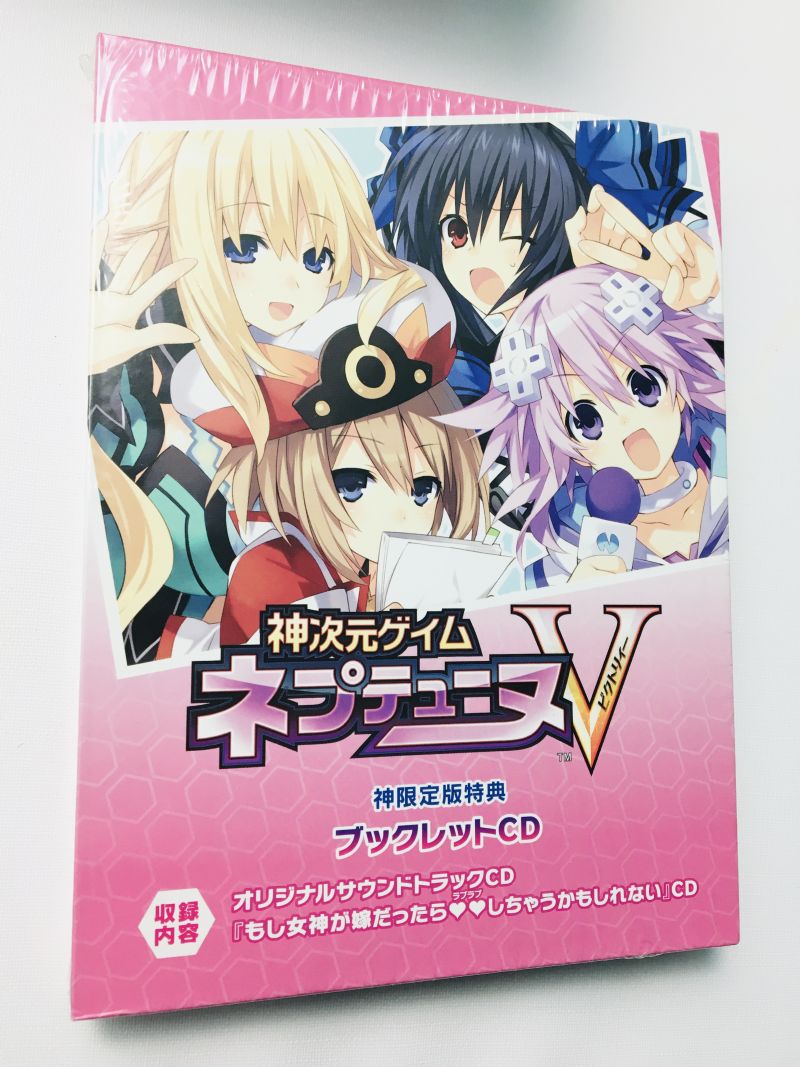 神次元ゲイム
ネプテューヌV
ビクトリィー
TM
神限定版特典
ブックレットCD
収録
内容
オリジナルサウンドトラックCD
ラブラブ
『もし女神が嫁だったら♥♥しちゃうかもしれない』CD